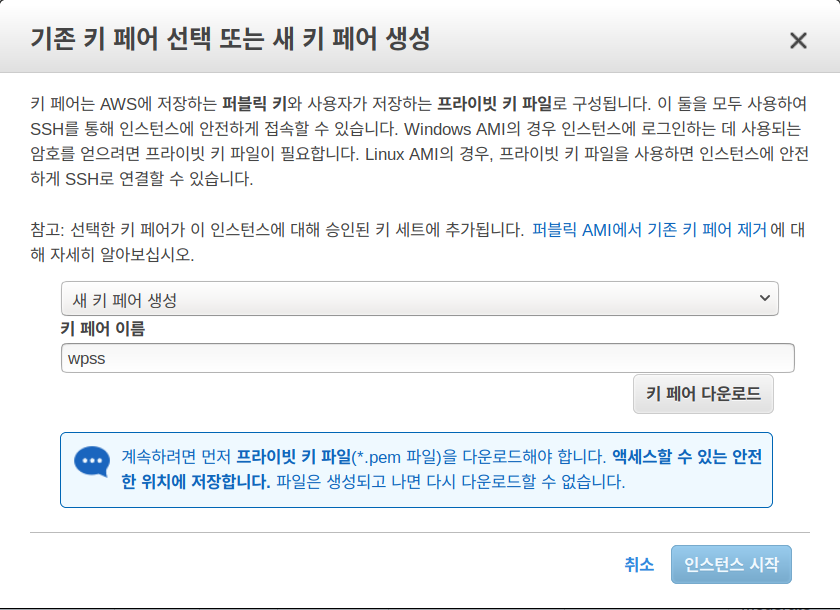 기존 키 페어 선택 또는 새 키 페어 생성
키 페어는 AWS에 저장하는 퍼블릭 키와 사용자가 저장하는 프라이빗 키 파일로 구성됩니다. 이 둘을 모두 사용하여
SSH를 통해 인스턴스에 안전하게 접속할 수 있습니다. Windows AMI의 경우 인스턴스에 로그인하는 데 사용되는
암호를 얻으려면 프라이빗 키 파일이 필요합니다. Linux AMI의 경우, 프라이빗 키 파일을 사용하면 인스턴스에 안전
하게 SSH로 연결할 수 있습니다.
참고: 선택한 키 페어가 이 인스턴스에 대해 승인된 키 세트에 추가됩니다. 퍼블릭 AMI에서 기존 키 페어 제거 에 대
해 자세히 알아보십시오.
새 키 페어 생성
키 페어 이름
wpss
키 페어 다운로드
계속하려면 먼저 프라이빗 키 파일(*.pem 파일)을 다운로드해야 합니다. 액세스할 수 있는 안전
한 위치에 저장합니다. 파일은 생성되고 나면 다시 다운로드할 수 없습니다.
취소
인스턴스 시작